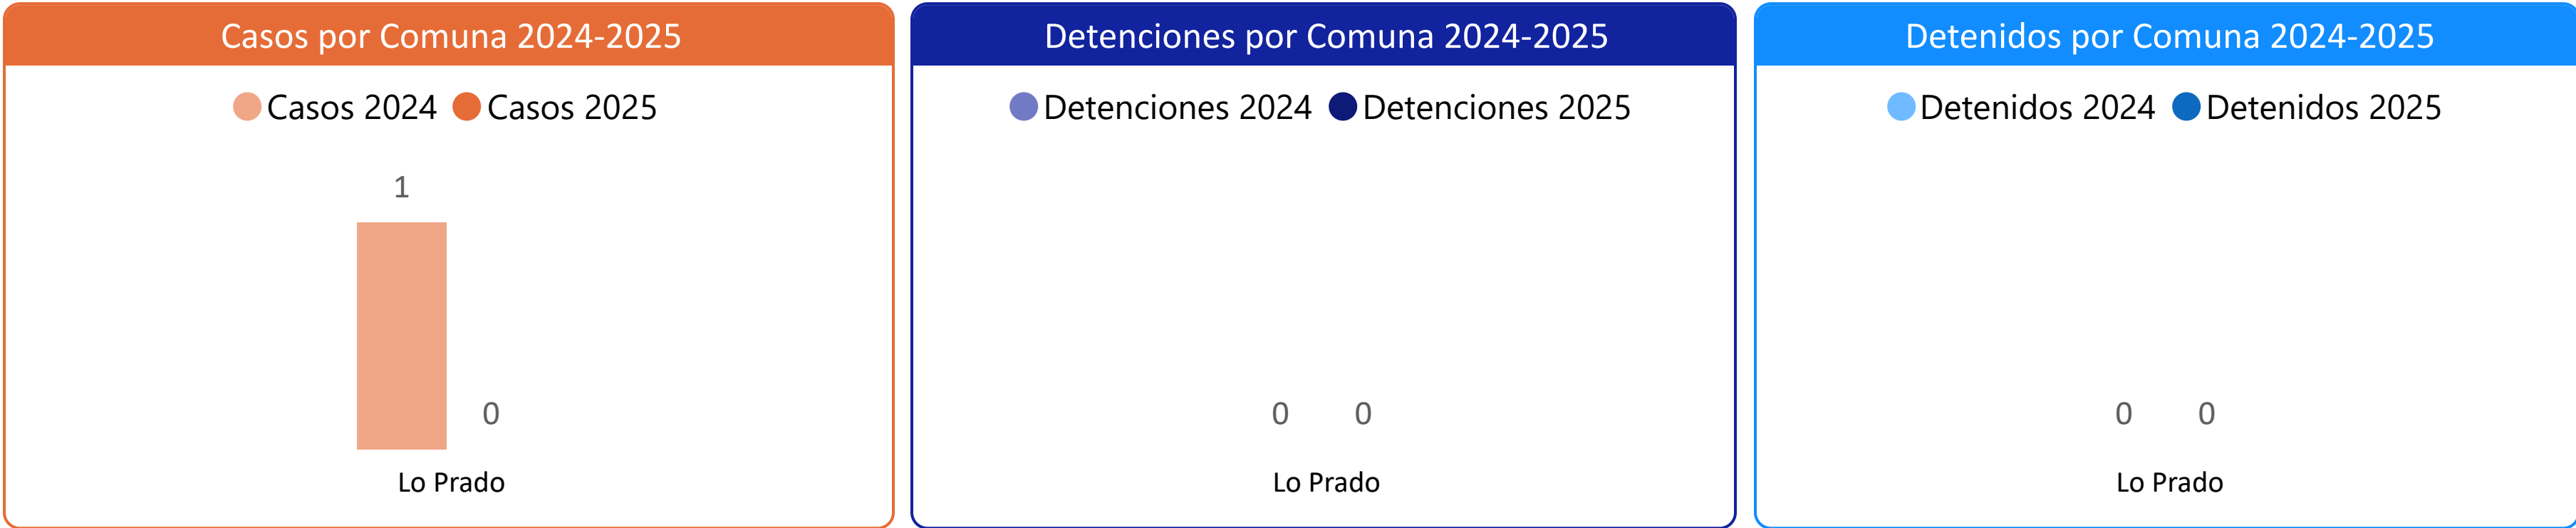 Casos por Comuna 2024-2025
Casos 2024 Casos 2025
1
0
Lo Prado
Detenciones por Comuna 2024-2025
Detenciones 2024 Detenciones 2025
0 0
Lo Prado
Detenidos por Comuna 2024-2025
Detenidos 2024 Detenidos 2025
0 0
Lo Prado